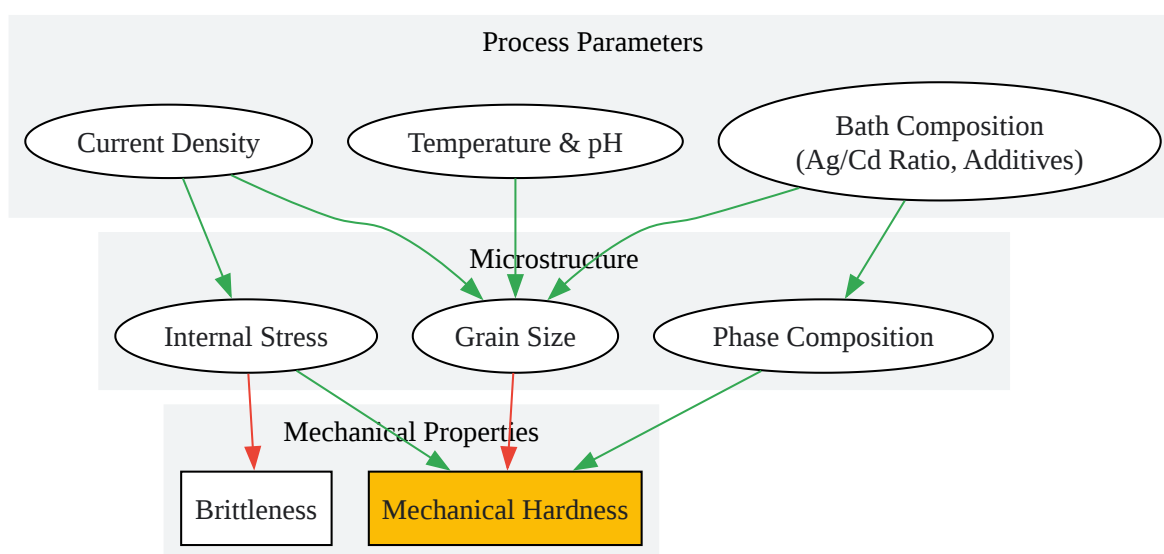 Process Parameters
Current Density
Temperature & pH
Bath Composition
(Ag/Cd Ratio, Additives)
Microstructure
Internal Stress
Grain Size
Phase Composition
Mechanical Properties
Brittleness
Mechanical Hardness